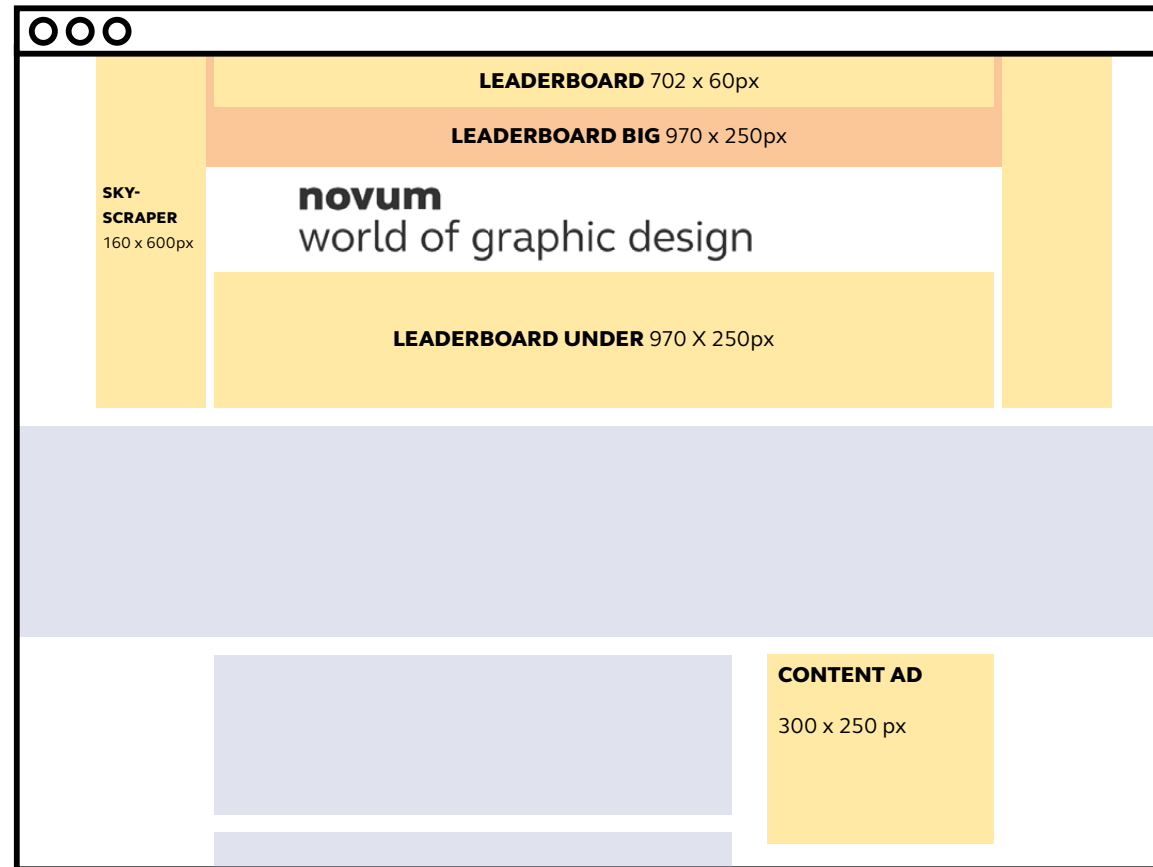 LEADERBOARD 702 x 60px
LEADERBOARD BIG 970 x 250px
SKY-
SCRAPER
160 x 600px
novum
world of graphic design
LEADERBOARD UNDER 970 X 250px
CONTENT AD
300 x 250 px